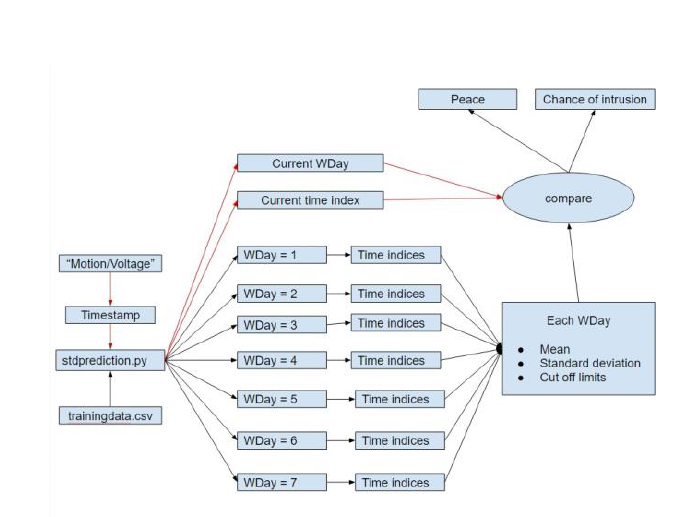 Peace
Chance of intrusion
Current WDay
Current time index
compare
"Motion/Voltage"
Timestamp
stdprediction.py
trainingdata.csv
WDay = 1
Time indices
WDay = 2
Time indices
WDay = 3
Time indices
WDay = 4
Time indices
WDay = 5
Time indices
WDay = 6
Time indices
WDay = 7
Time indices
Each WDay
● Mean
● Standard deviation
● Cut off limits